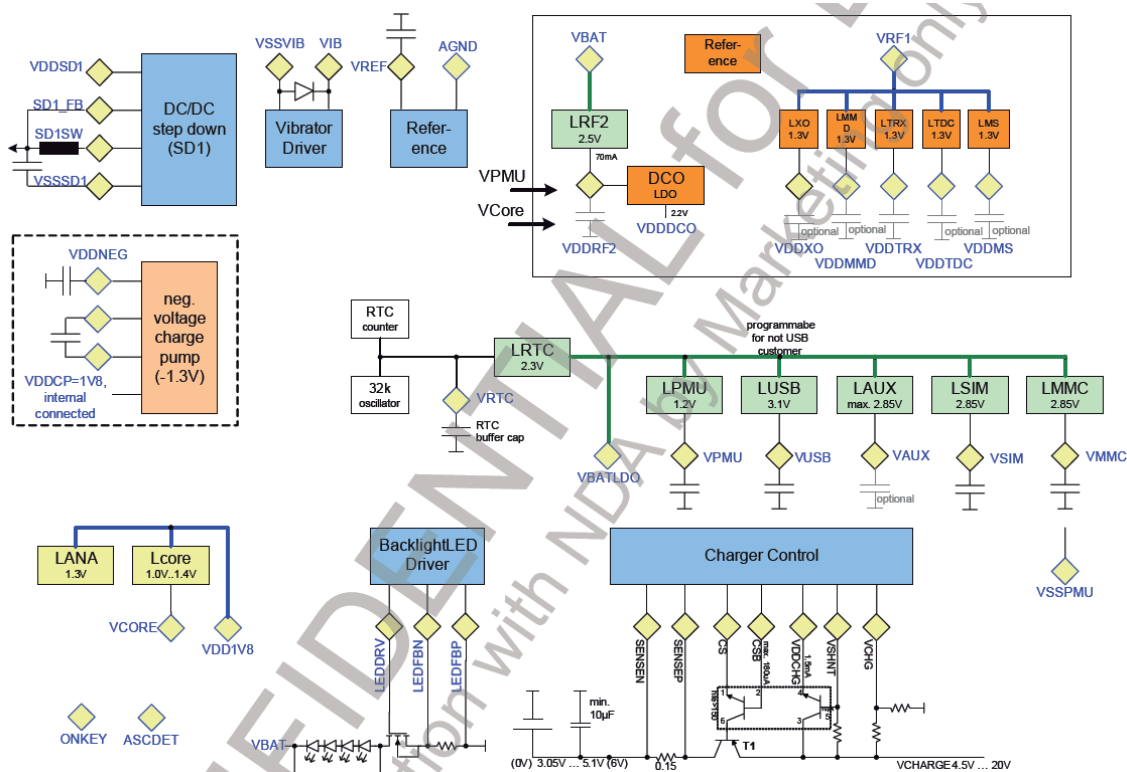 VDDSD1
SD1_FB
SD1SW
VSSSD1
DC/DC
step down
(SD1)
VSSVIB
VIB
Vibrator
Driver
VREF
AGND
Refer-
ence
VBAT
Refer-
ence
VRF1
LRF2
2.5V
70mA
DCO
LDO
2.2V
VDDDCO
VDDRF2
VPMU
VCore
LXO
1.3V
LMM
D
1.3V
LTRX
1.3V
LTDC
1.3V
LMS
1.3V
optional
optional
optional
optional
VDDXO
VDDTRX
VDDMS
VDDMMD
VDDTDC
VDDNEG
neg.
voltage
charge
pump
(-1.3V)
VDDCP=1V8,
internal
connected
RTC
counter
32k
oscillator
LRTC
2.3V
VRTC
RTC
buffer cap
VBATLDO
programmabe
for not USB
customer
LPMU
1.2V
LUSB
3.1V
LAUX
max. 2.85V
LSIM
2.85V
LMMC
2.85V
VPMU
VUSB
VAUX
VSIM
VMMC
optional
VSSPMU
LANA
1.3V
Lcore
1.0V..1.4V
VCORE
VDD1V8
ONKEY
ASCDET
BacklightLED
Driver
LEDDRV
LEDFBN
LEDFBP
VBAT
Charger Control
SENSEN
SENSEP
CS
CSB
max. 180uA
VDDCHG
1.5mA
VSHNT
VCHG
min.
10µF
1
2
4
5
6
3
T1
(0V) 3.05V ... 5.1V (6V)
0.15
VCHARGE 4.5V ... 20V